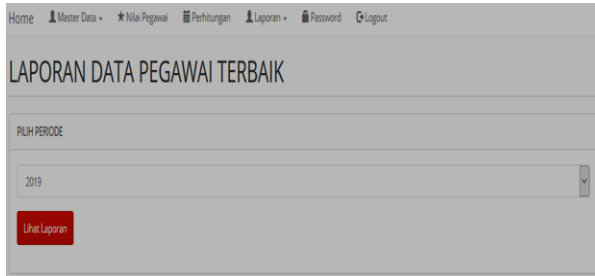 Home Master Data Nilai Pegawai Perhitungan Laporan Password Logout
LAPORAN DATA PEGAWAI TERBAIK
PILIH PERIODE
2019
Lihat Laporan